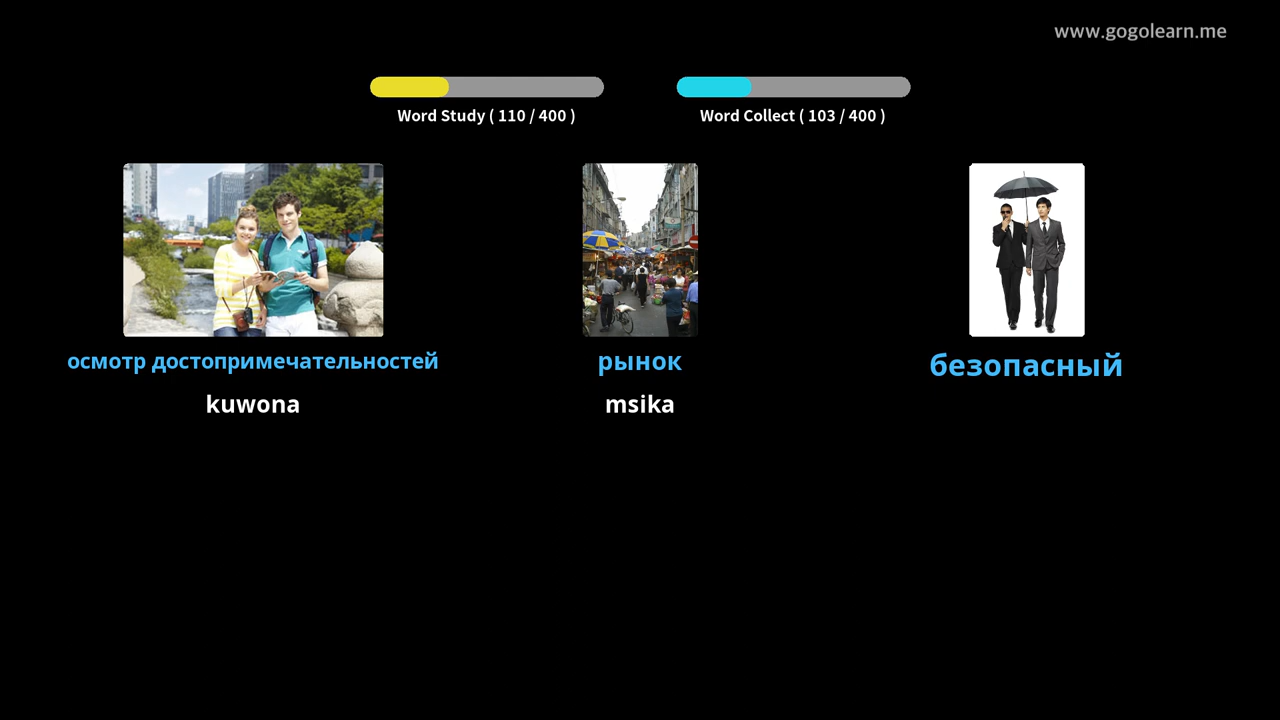 www.gogolearn.me
Word Study ( 110 / 400 )
Word Collect ( 103 / 400 )
осмотр достопримечательностей
рынок
безопасный
kuwona
msika